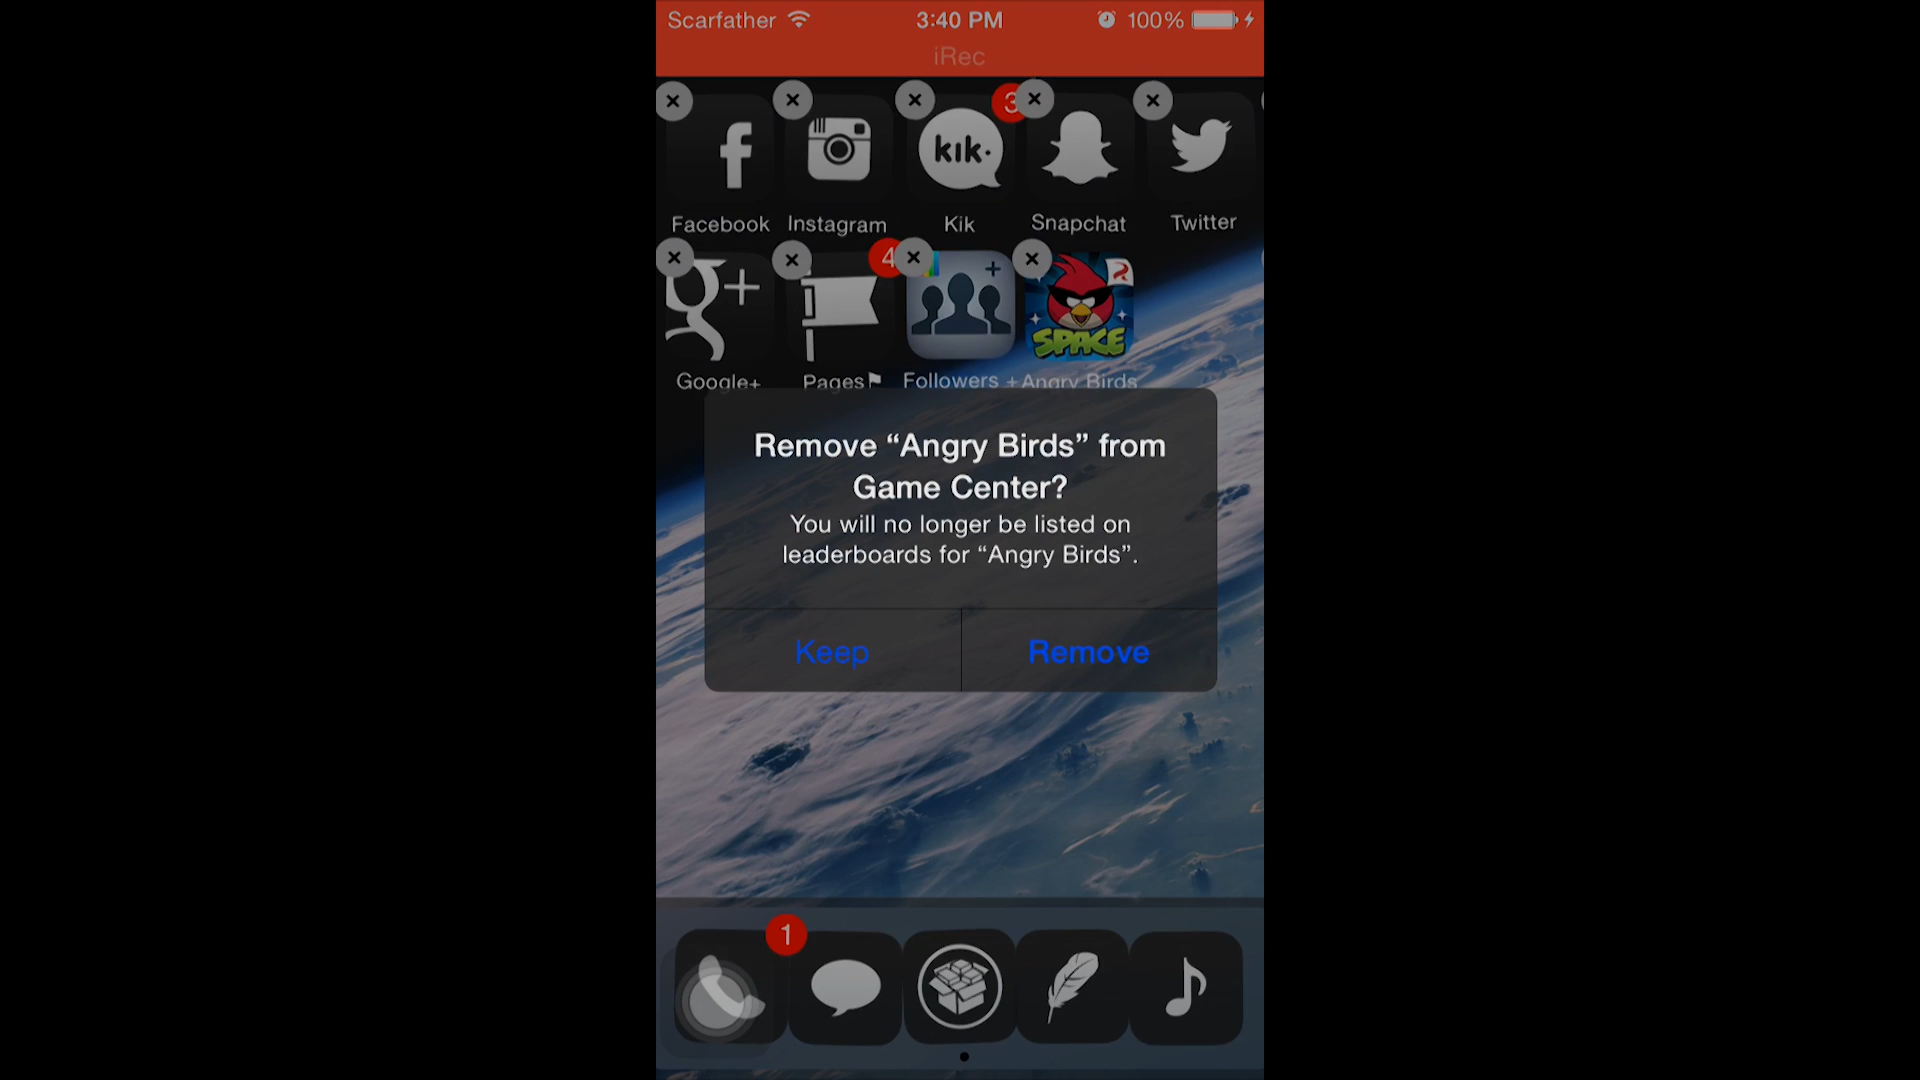 Scarfather 3:40 PM 100%
iRec
3
kik·
Facebook Instagram Kik Snapchat Twitter
4
g+
SPACE
Google+ Pages Followers + Angry Birds
Remove “Angry Birds” from
Game Center?
You will no longer be listed on
leaderboards for “Angry Birds”.
Keep Remove
1